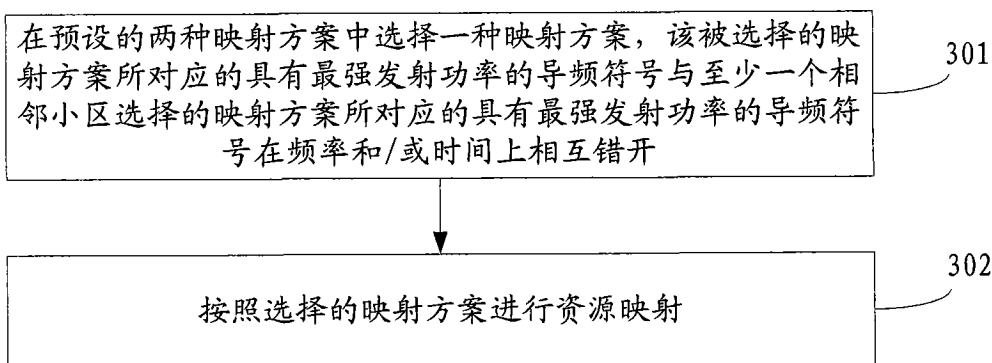 在预设的两种映射方案中选择一种映射方案，该被选择的映
射方案所对应的具有最强发射功率的导频符号与至少一个相
邻小区选择的映射方案所对应的具有最强发射功率的导频符
号在频率和/或时间上相互错开
301
302
按照选择的映射方案进行资源映射